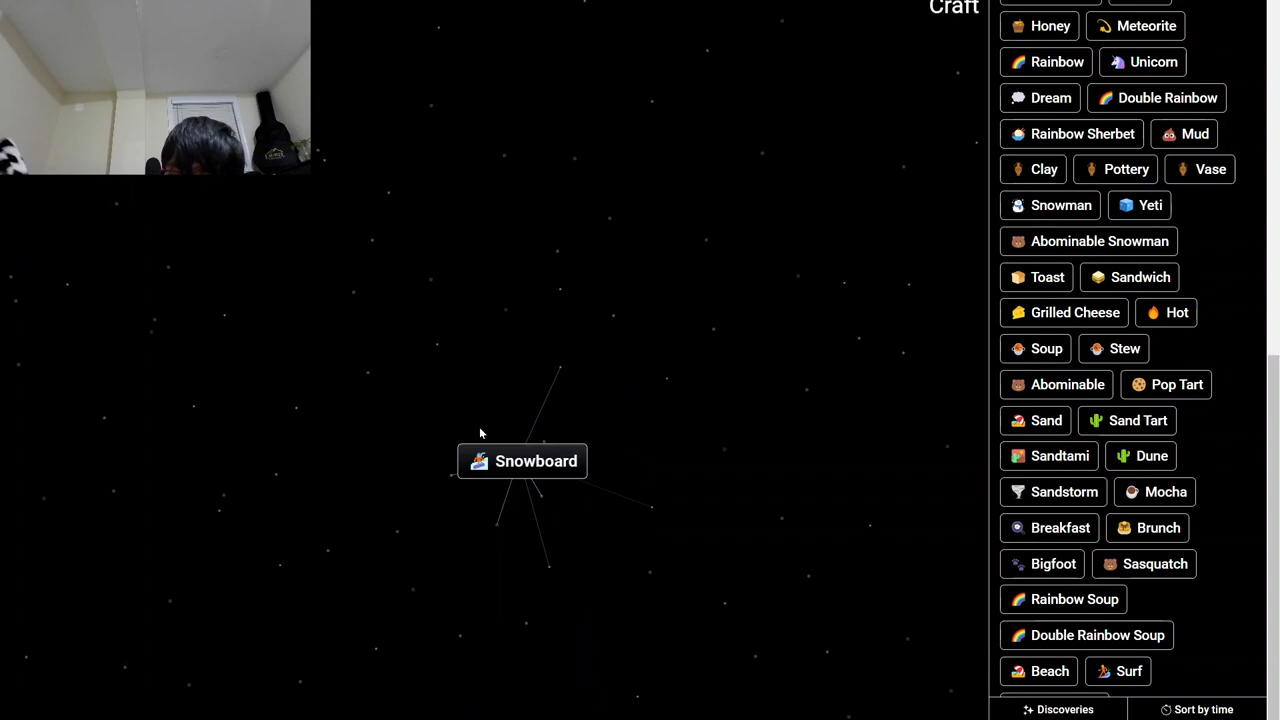 Craft
Honey Meteorite
Rainbow Unicorn
Dream Double Rainbow
Rainbow Sherbet Mud
Clay Pottery Vase
Snowman Yeti
Abominable Snowman
Toast Sandwich
Grilled Cheese Hot
Soup Stew
Abominable Pop Tart
Sand Sand Tart
Snowboard
Sandtami Dune
Sandstorm Mocha
Breakfast Brunch
Bigfoot Sasquatch
Rainbow Soup
Double Rainbow Soup
Beach Surf
Discoveries Sort by time